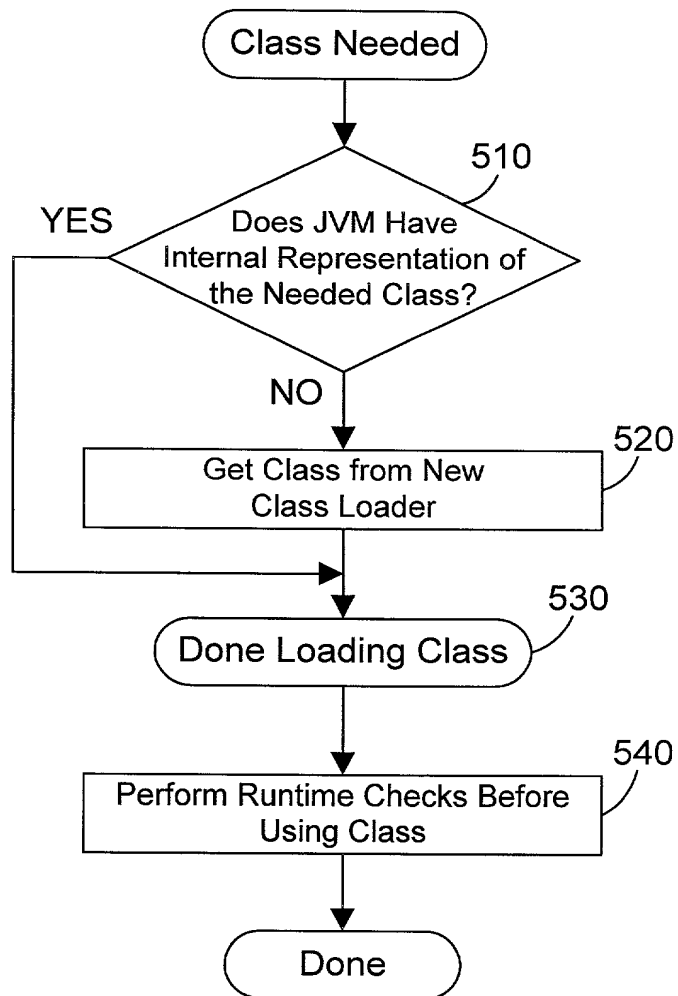 Class Needed
510
YES
Does JVM Have
Internal Representation of
the Needed Class?
NO
520
Get Class from New
Class Loader
530
Done Loading Class
540
Perform Runtime Checks Before
Using Class
Done